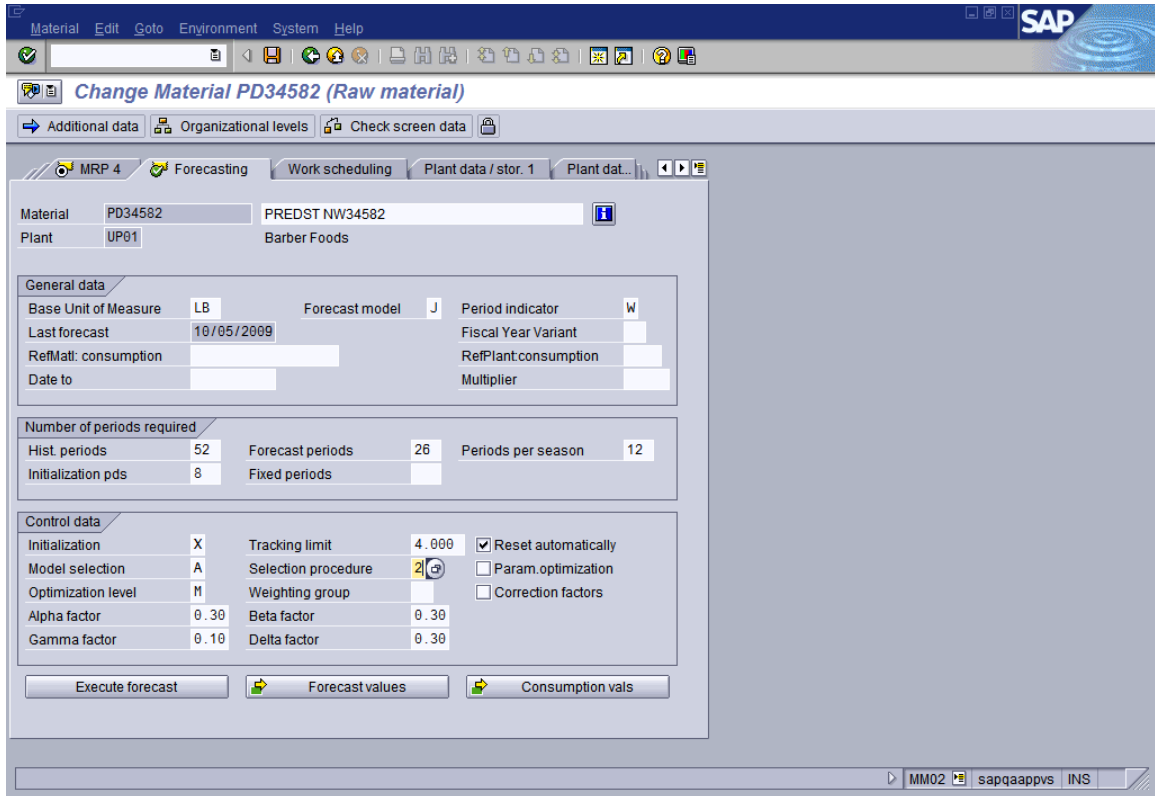 Material Edit Goto Environment System Help
SAP
Change Material PD34582 (Raw material)
Additional data Organizational levels Check screen data
MRP 4 Forecasting Work scheduling Plant data / stor. 1 Plant dat...
Material PD34582 PREDST NW34582
Plant UP01 Barber Foods
General data
Base Unit of Measure LB Forecast model J Period indicator W
Last forecast 10/05/2009 Fiscal Year Variant
RefMatl: consumption RefPlant:consumption
Date to Multiplier
Number of periods required
Hist. periods 52 Forecast periods 26 Periods per season 12
Initialization pds 8 Fixed periods
Control data
Initialization X Tracking limit 4.000 Reset automatically
Model selection A Selection procedure 2 Param.optimization
Optimization level M Weighting group Correction factors
Alpha factor 0.30 Beta factor 0.30
Gamma factor 0.10 Delta factor 0.30
Execute forecast Forecast values Consumption vals
MM02 sapqaappvs INS